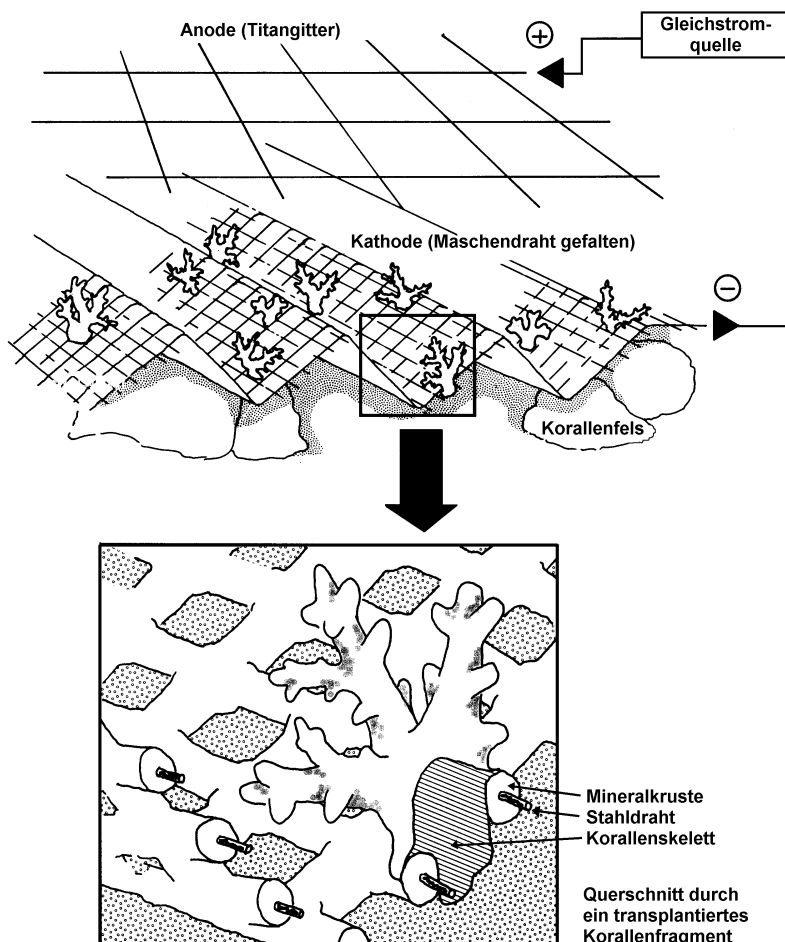 Anode (Titangitter)
+
Gleichstrom-
quelle
Kathode (Maschendraht gefalten)
−
Korallenfels
Mineralkruste
Stahldraht
Korallenskelett
Querschnitt durch
ein transplantiertes
Korallenfragment